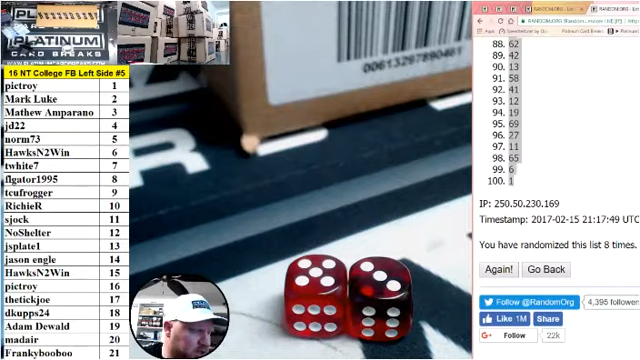 PLATINUM
CARD BREAKS
16 NT College FB Left Side #5
pictroy 1
Mark Luke 2
Mathew Amparano 3
jd22 4
norm73 5
HawksN2Win 6
twhite7 7
flgator1995 8
tcufrogger 9
RichieR 10
sjock 11
NoShelter 12
jsplate1 13
jason engle 14
HawksN2Win 15
pictroy 16
thetickjoe 17
dkupps24 18
Adam Dewald 19
madair 20
Frankybooboo 21
88. 62
89. 42
90. 13
91. 58
92. 41
93. 12
94. 19
95. 69
96. 27
97. 11
98. 65
99. 6
100. 1
IP: 250.50.230.169
Timestamp: 2017-02-15 21:17:49 UTC
You have randomized this list 8 times.
Again! Go Back
Follow @RandomOrg 4,395 followers
Like 1M Share
G+ Follow 22k